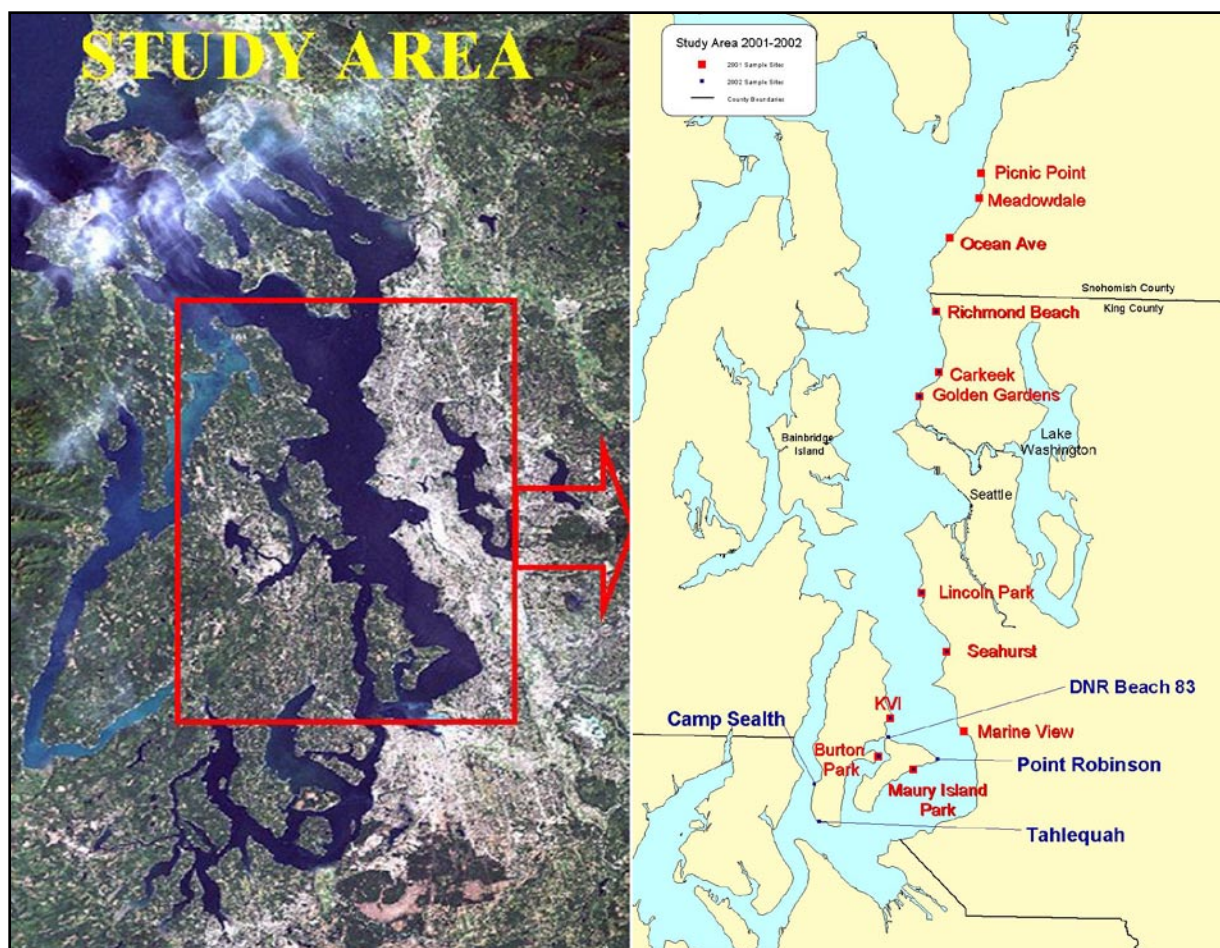 STUDY AREA
Study Area 2001-2002
2001 Sample Sites
2002 Sample Sites
County Boundaries
Picnic Point
Meadowdale
Ocean Ave
Snohomish County
King County
Richmond Beach
Carkeek
Golden Gardens
Bainbridge
Island
Lake
Washington
Seattle
Lincoln Park
Seahurst
DNR Beach 83
KVI
Camp Sealth
Marine View
Burton
Park
Point Robinson
Maury Island
Park
Tahlequah